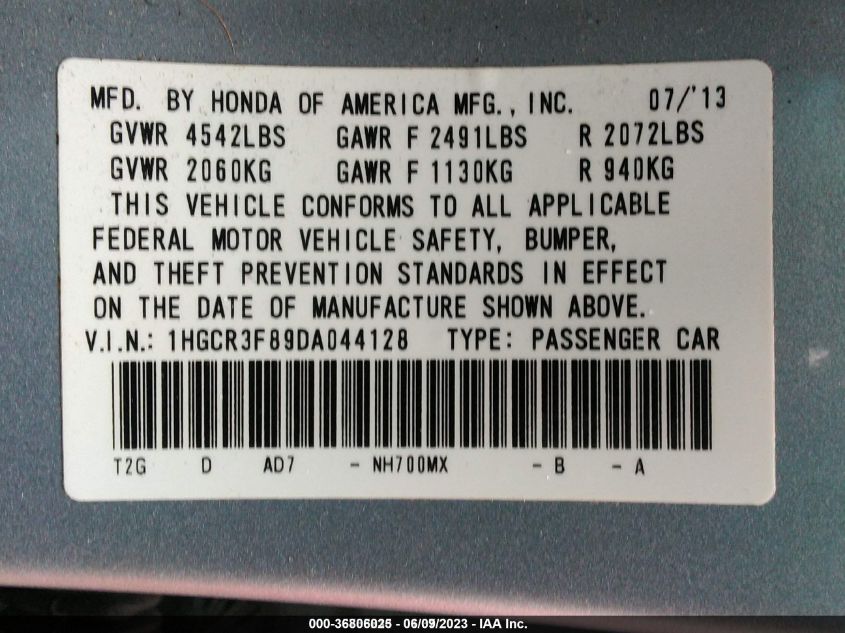 MFD. BY HONDA OF AMERICA MFG., INC. 07/'13
GVWR 4542LBS GAWR F 2491LBS R 2072LBS
GVWR 2060KG GAWR F 1130KG R 940KG
THIS VEHICLE CONFORMS TO ALL APPLICABLE
FEDERAL MOTOR VEHICLE SAFETY, BUMPER,
AND THEFT PREVENTION STANDARDS IN EFFECT
ON THE DATE OF MANUFACTURE SHOWN ABOVE.
V.I.N.: 1HGCR3F89DA044128 TYPE: PASSENGER CAR
T2G D AD7 - NH700MX - B - A
000-36806025 - 06/09/2023 - IAA Inc.